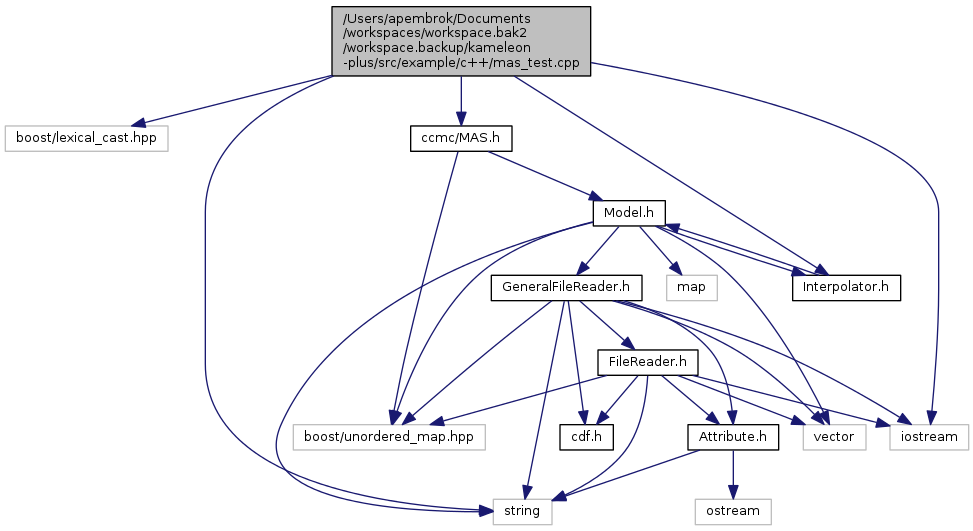 /Users/apembrok/Documents
/workspaces/workspace.bak2
/workspace.backup/kameleon
-plus/src/example/c++/mas_test.cpp
boost/lexical_cast.hpp
ccmc/MAS.h
Model.h
GeneralFileReader.h
map
Interpolator.h
FileReader.h
boost/unordered_map.hpp
cdf.h
Attribute.h
vector
iostream
string
ostream